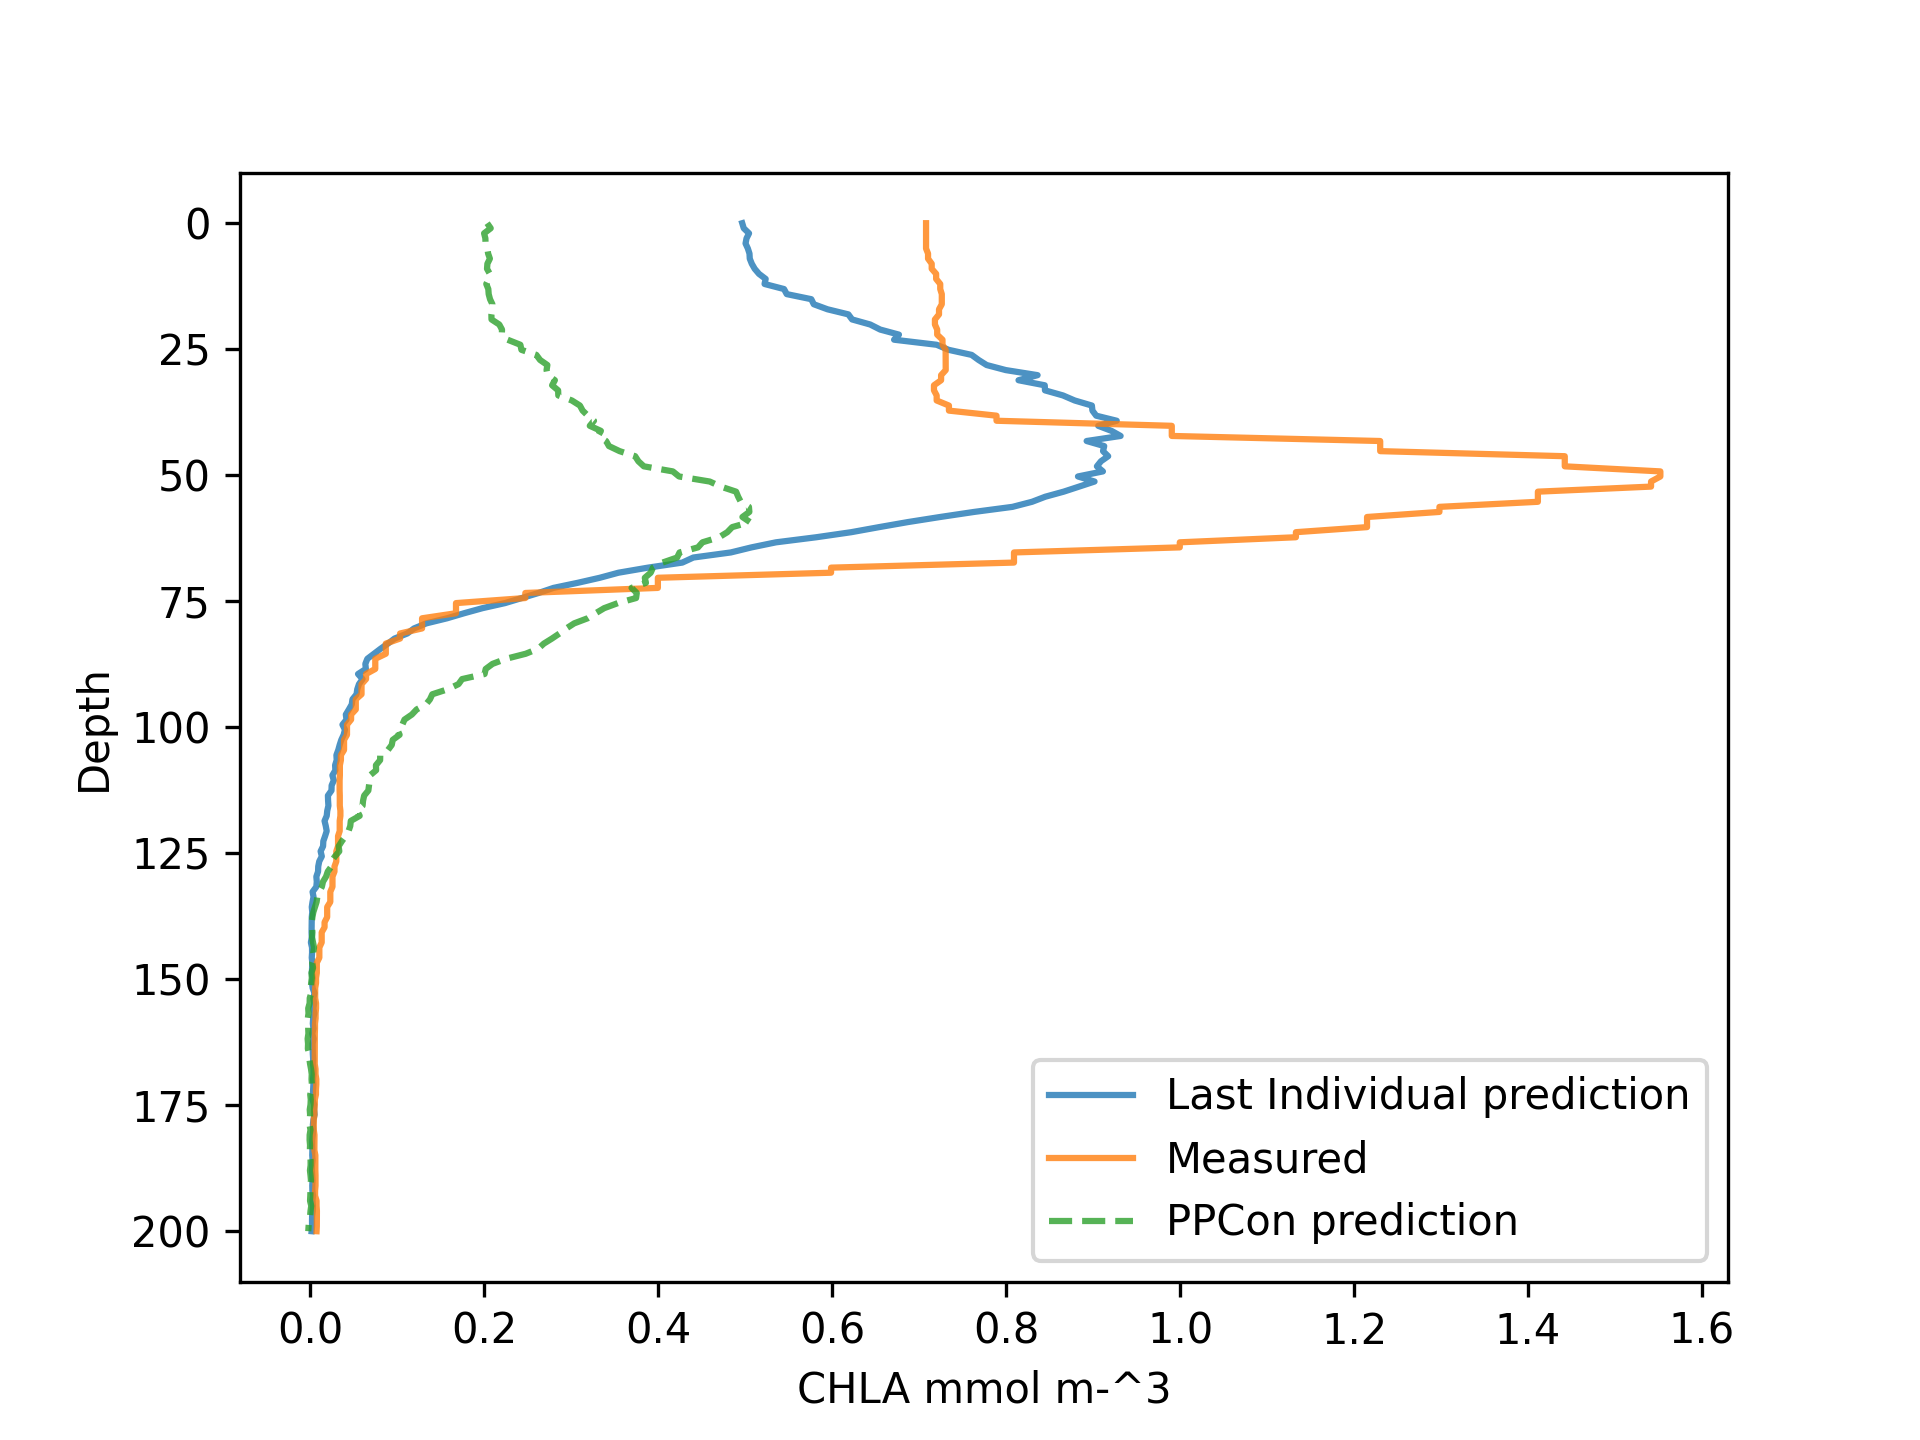 0
25
50
75
100
125
150
175
200
Depth
0.0 0.2 0.4 0.6 0.8 1.0 1.2 1.4 1.6
CHLA mmol m-^3
Last Individual prediction
Measured
PPCon prediction